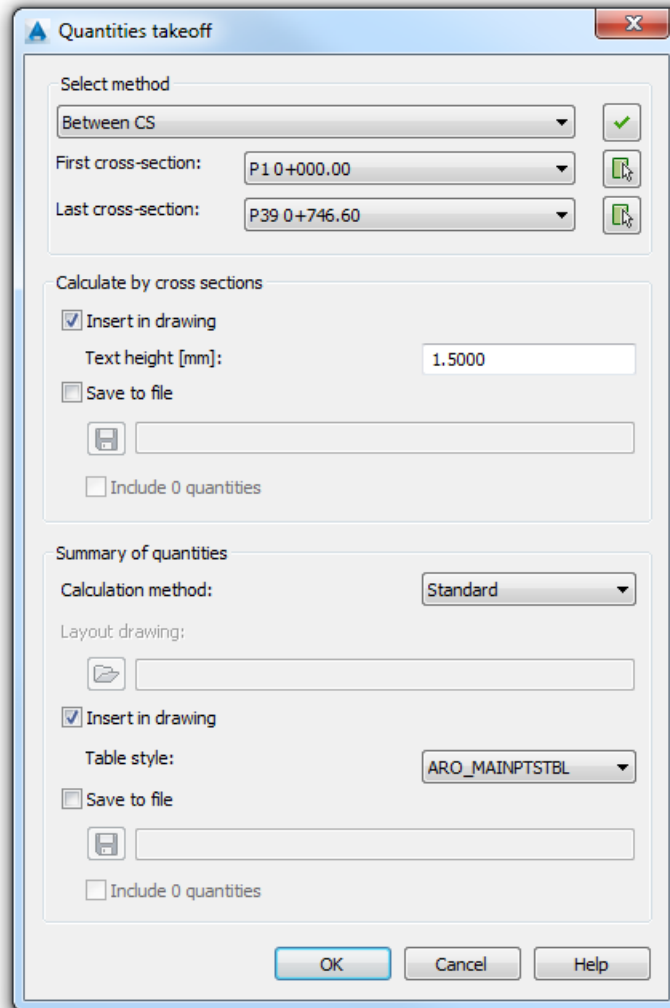 Quantities takeoff
Select method
Between CS
First cross-section: P1 0+000.00
Last cross-section: P39 0+746.60
Calculate by cross sections
Insert in drawing
Text height [mm]: 1.5000
Save to file
Include 0 quantities
Summary of quantities
Calculation method: Standard
Layout drawing:
Insert in drawing
Table style: ARO_MAINPTSTBL
Save to file
Include 0 quantities
OK Cancel Help